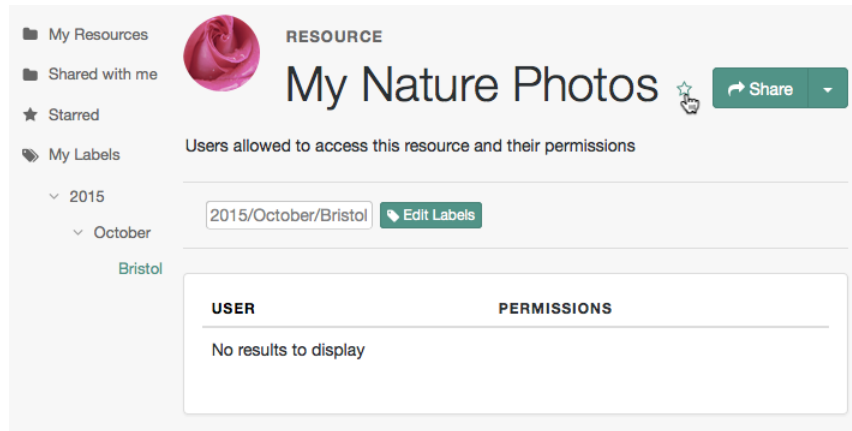 My Resources
Shared with me
Starred
My Labels
2015
October
Bristol
RESOURCE
My Nature Photos
Share
Users allowed to access this resource and their permissions
2015/October/Bristol
Edit Labels
USER PERMISSIONS
No results to display